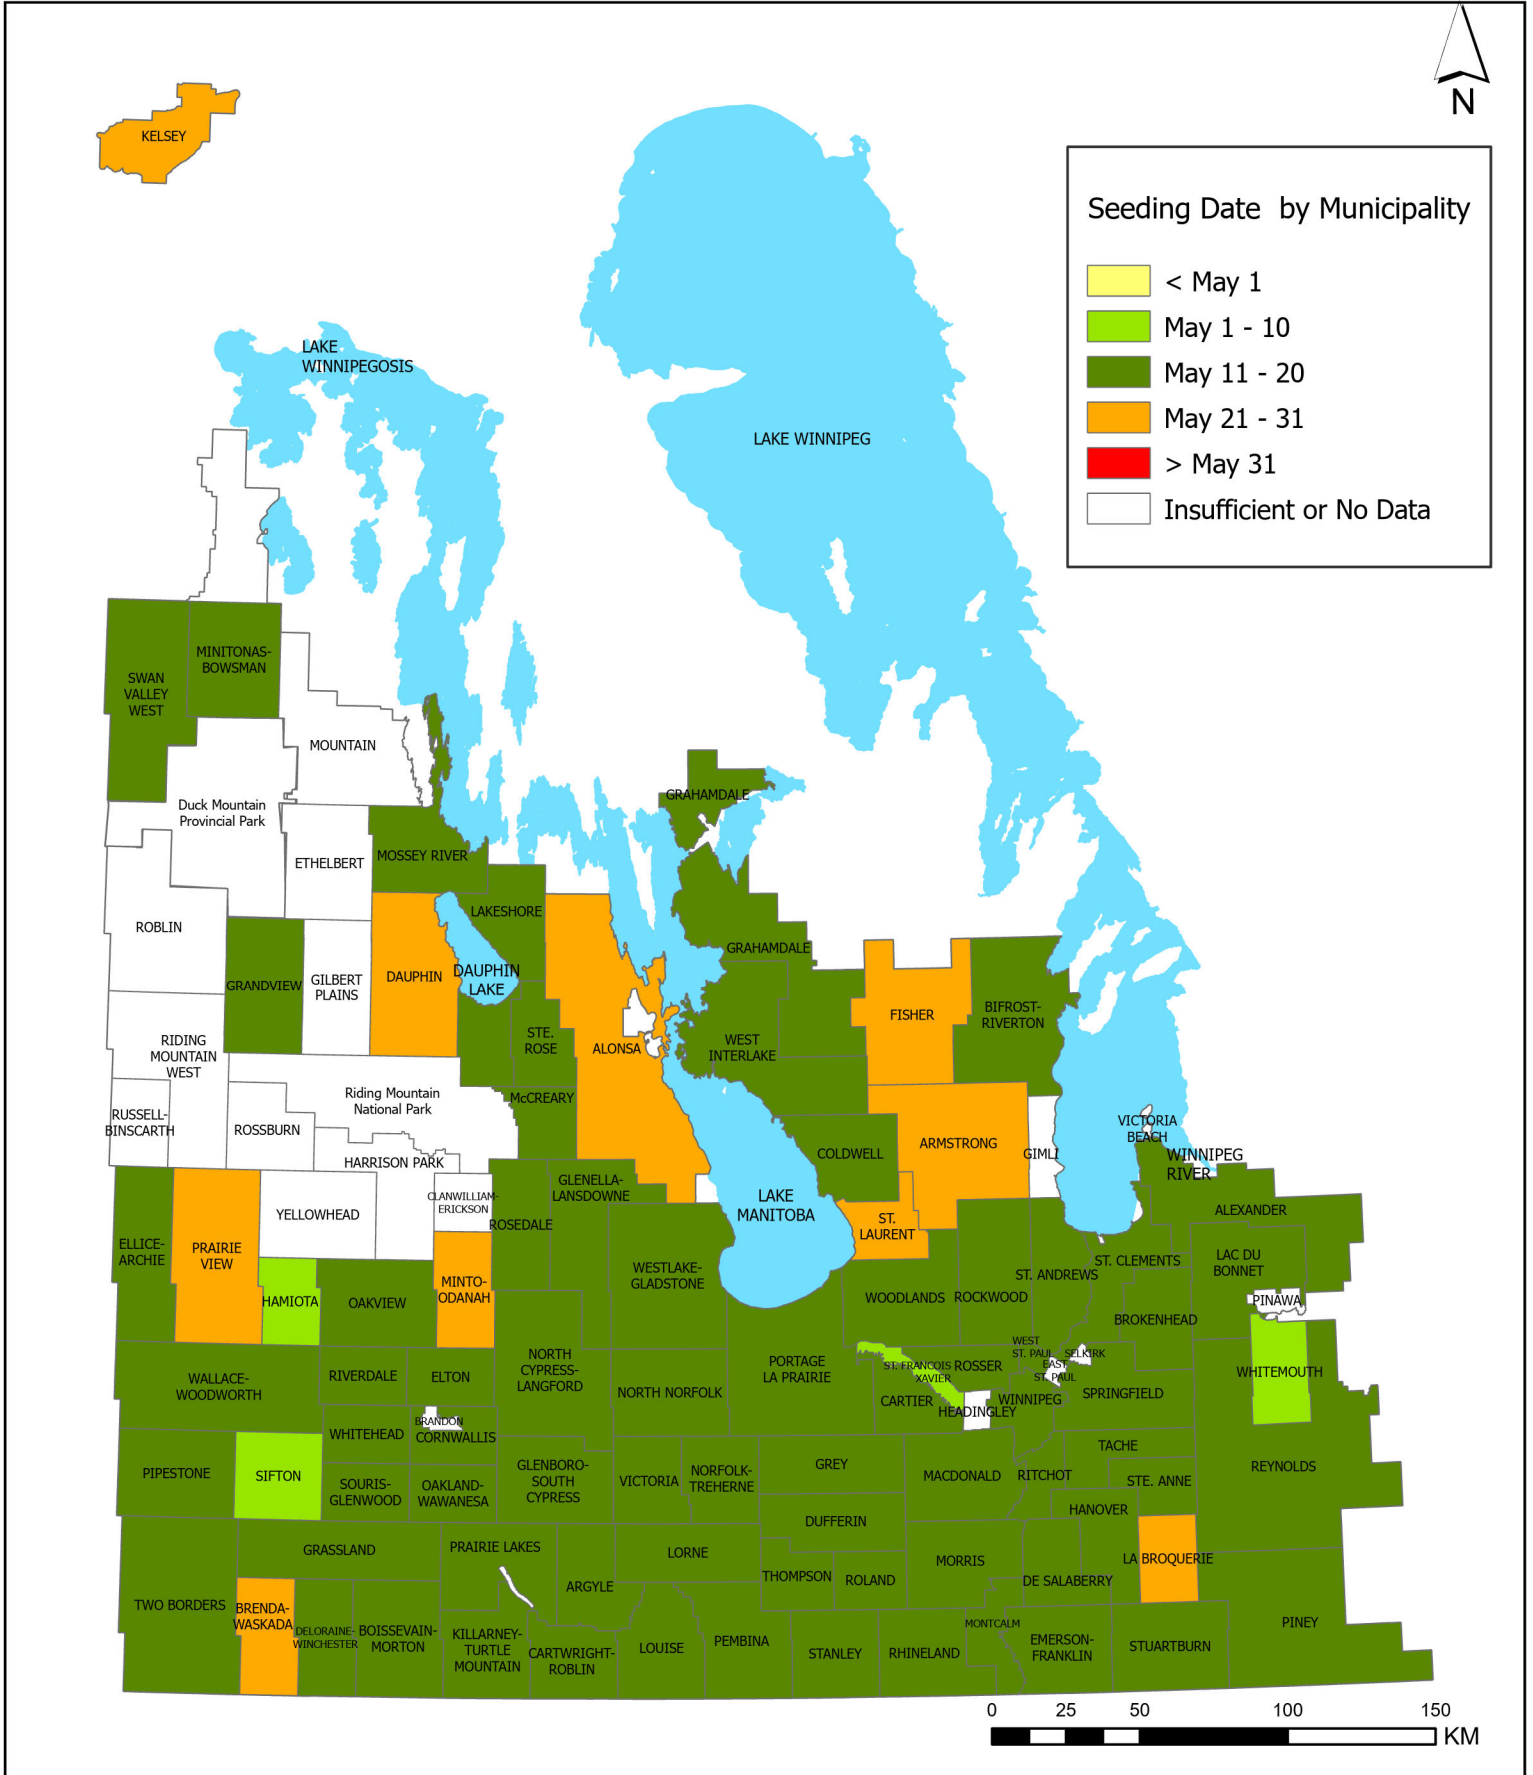 N
KELSEY
Seeding Date by Municipality
< May 1
May 1 - 10
May 11 - 20
May 21 - 31
> May 31
Insufficient or No Data
LAKE
WINNIPEGOSIS
LAKE WINNIPEG
SWAN
VALLEY
WEST
MINITONAS-
BOWSMAN
MOUNTAIN
Duck Mountain
Provincial Park
GRAHAMDALE
ETHELBERT
MOSSEY RIVER
ROBLIN
LAKESHORE
GRAHAMDALE
GRANDVIEW
GILBERT
PLAINS
DAUPHIN
DAUPHIN
LAKE
STE.
ROSE
ALONSA
WEST
INTERLAKE
FISHER
BIFROST-
RIVERTON
RIDING
MOUNTAIN
WEST
Riding Mountain
National Park
McCREARY
RUSSELL-
BINSCARTH
ROSSBURN
HARRISON PARK
COLDWELL
ARMSTRONG
GIMLI
VICTORIA
BEACH
WINNIPEG
RIVER
GLENELLA-
LANSDOWNE
CLANWILLIAM-
ERICKSON
ROSEDALE
LAKE
MANITOBA
ST.
LAURENT
ALEXANDER
YELLOWHEAD
ELLICE-
ARCHIE
PRAIRIE
VIEW
WESTLAKE-
GLADSTONE
ST. ANDREWS
ST. CLEMENTS
LAC DU
BONNET
HAMIOTA
OAKVIEW
MINTO-
ODANAH
WOODLANDS
ROCKWOOD
BROKENHEAD
PINAWA
WALLACE-
WOODWORTH
RIVERDALE
ELTON
NORTH
CYPRESS-
LANGFORD
NORTH NORFOLK
PORTAGE
LA PRAIRIE
ST. FRANCOIS
XAVIER
ROSSER
WEST
ST. PAUL
EAST
ST. PAUL
SELKIRK
WHITEMOUTH
CARTIER
HEADINGLEY
WINNIPEG
SPRINGFIELD
WHITEHEAD
BRANDON
CORNWALLIS
PIPESTONE
SIFTON
SOURIS-
GLENWOOD
OAKLAND-
WAWANESA
GLENBORO-
SOUTH
CYPRESS
VICTORIA
NORFOLK-
TREHERNE
GREY
MACDONALD
RITCHOT
TACHE
STE. ANNE
REYNOLDS
DUFFERIN
HANOVER
GRASSLAND
PRAIRIE LAKES
LORNE
MORRIS
LA BROQUERIE
ARGYLE
THOMPSON
ROLAND
DE SALABERRY
TWO BORDERS
BRENDA-
WASKADA
DELORAINE-
WINCHESTER
BOISSEVAIN-
MORTON
KILLARNEY-
TURTLE
MOUNTAIN
CARTWRIGHT-
ROBLIN
LOUISE
PEMBINA
STANLEY
RHINELAND
MONTCALM
EMERSON-
FRANKLIN
STUARTBURN
PINEY
0 25 50 100 150
KM